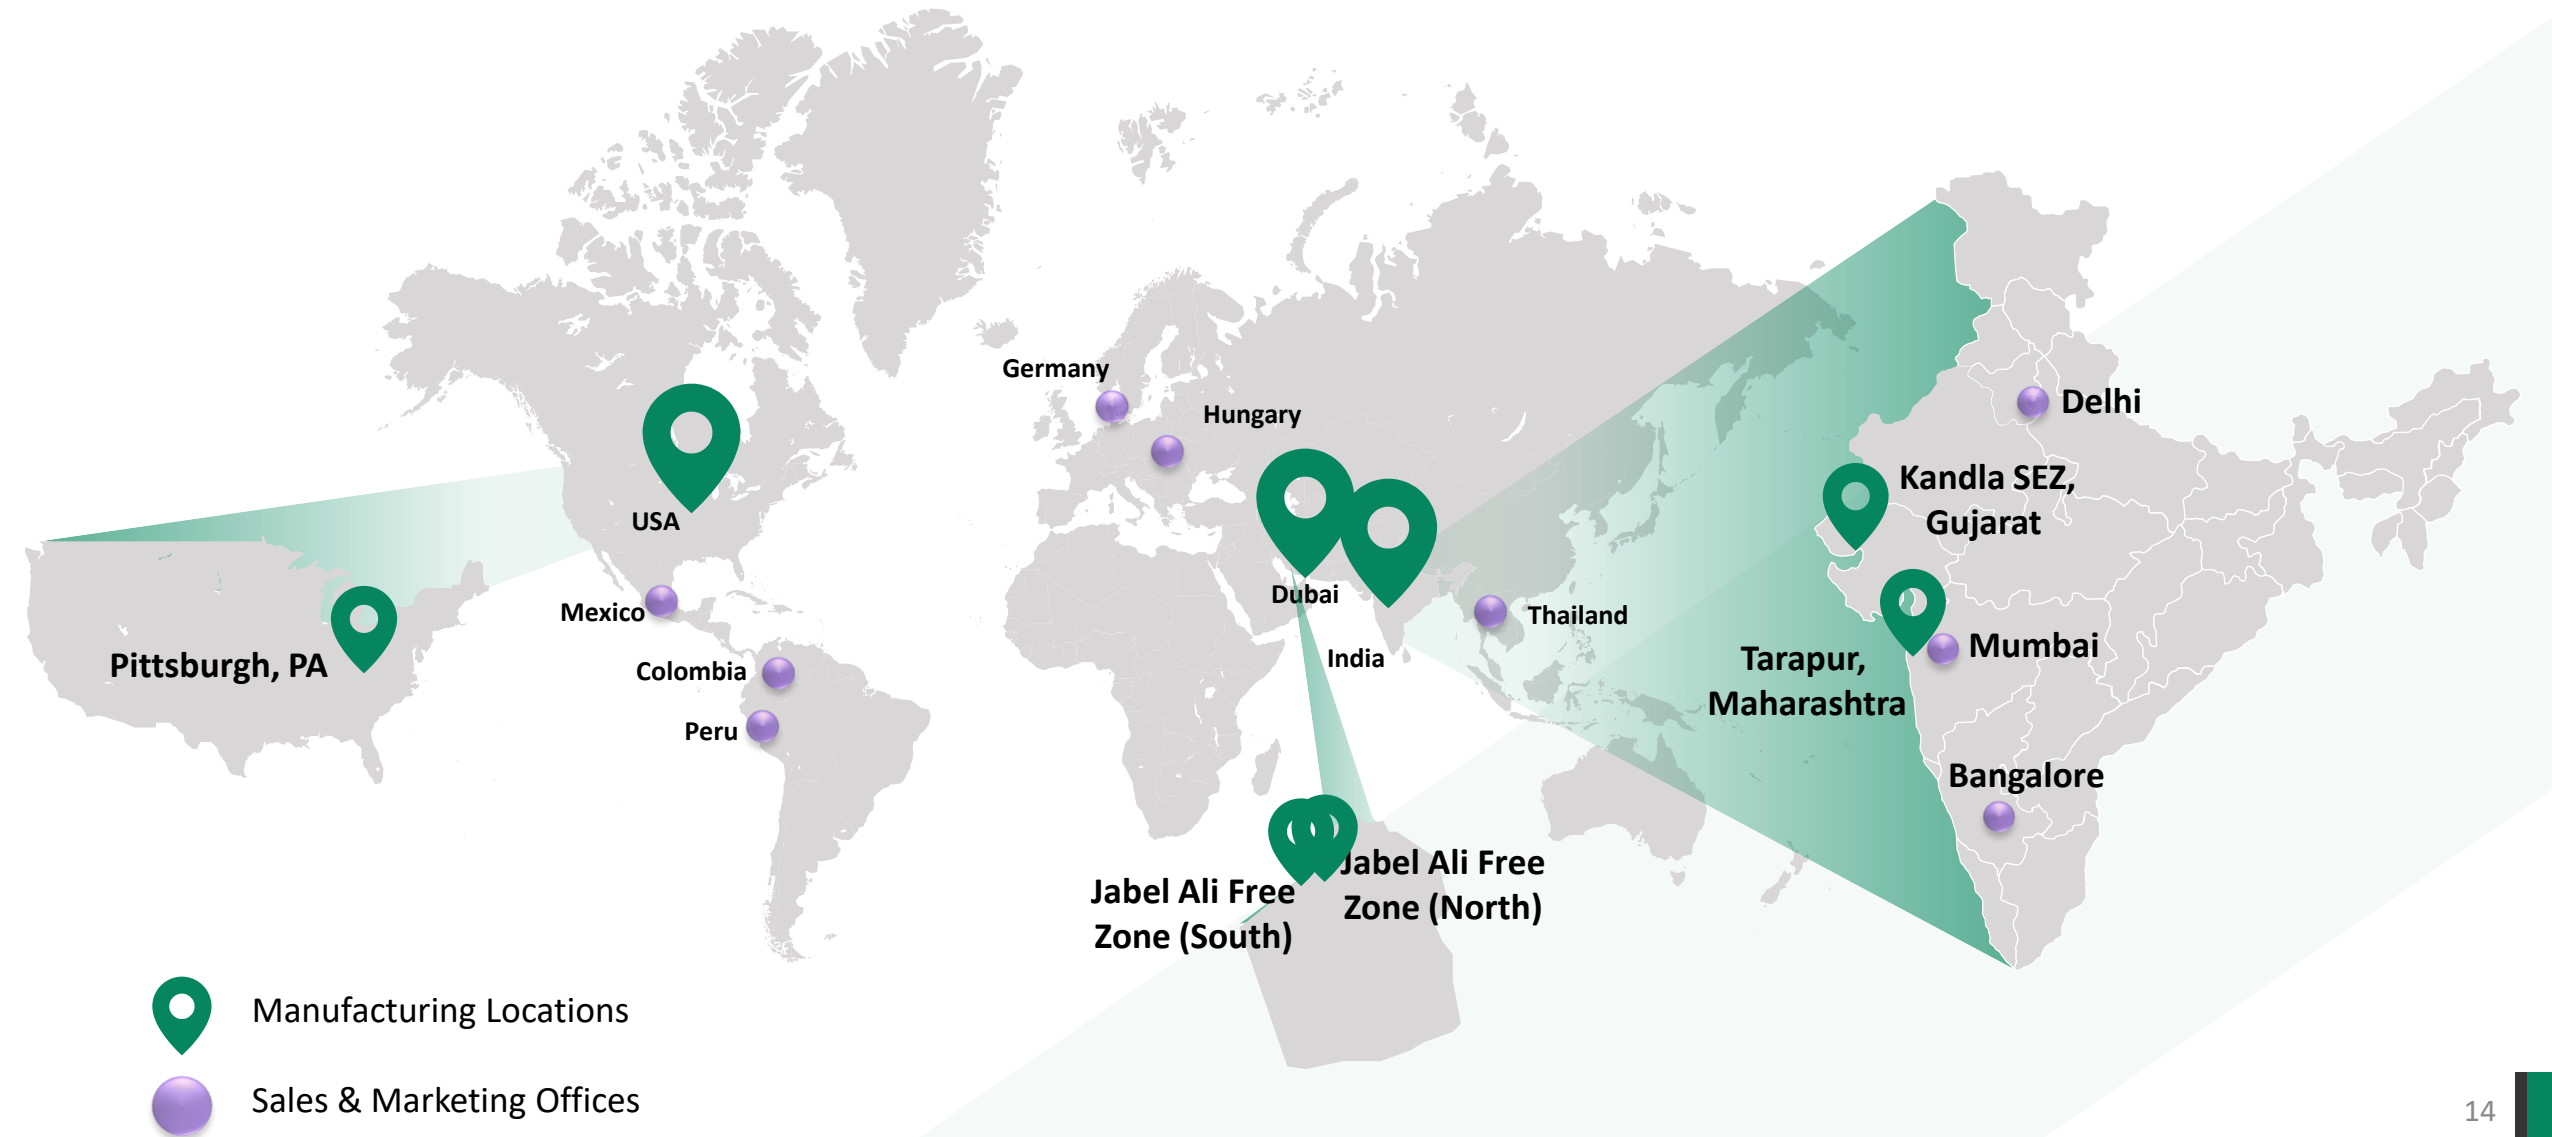 Germany
Hungary
USA
Mexico
Colombia
Peru
Dubai
India
Thailand
Pittsburgh, PA
Delhi
Kandla SEZ,
Gujarat
Tarapur,
Maharashtra
Mumbai
Bangalore
Jabel Ali Free
Zone (South)
Jabel Ali Free
Zone (North)
Manufacturing Locations
Sales & Marketing Offices
14